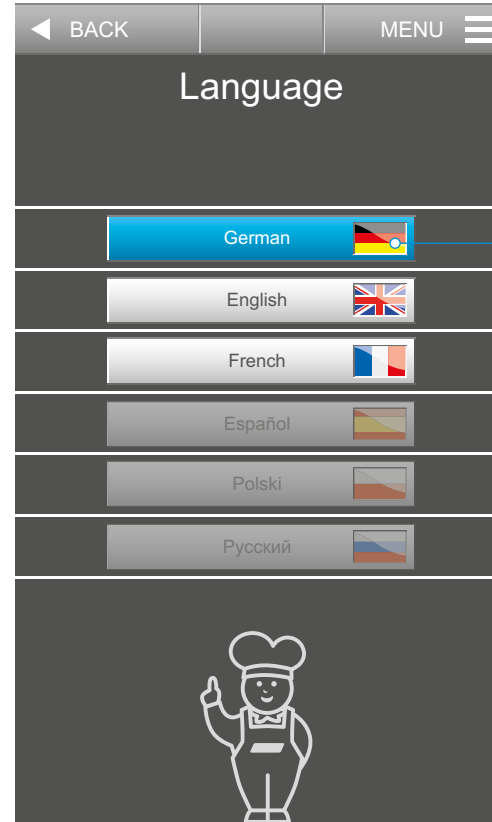 BACK
MENU
Language
German
English
French
Español
Polski
Русский